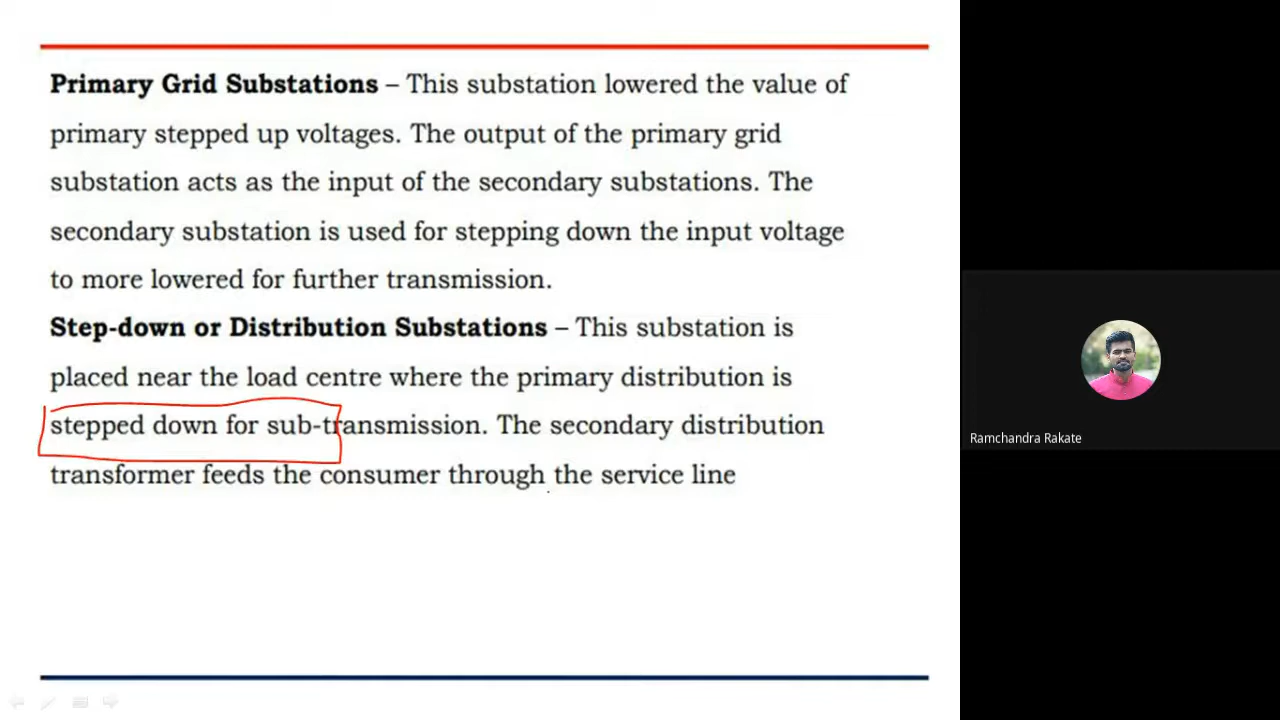 Primary Grid Substations – This substation lowered the value of
primary stepped up voltages. The output of the primary grid
substation acts as the input of the secondary substations. The
secondary substation is used for stepping down the input voltage
to more lowered for further transmission.
Step-down or Distribution Substations – This substation is
placed near the load centre where the primary distribution is
stepped down for sub-transmission. The secondary distribution
transformer feeds the consumer through the service line
Ramchandra Rakate